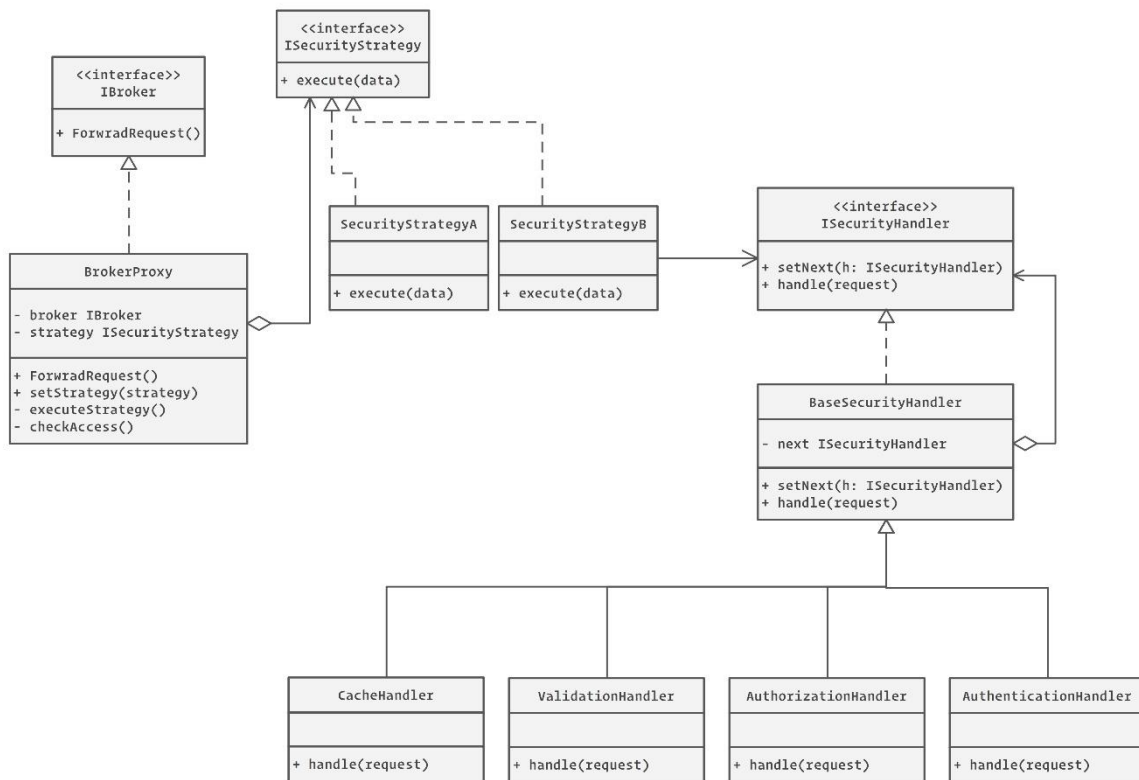 <<interface>>
ISecurityStrategy
+ execute(data)
<<interface>>
IBroker
+ ForwradRequest()
SecurityStrategyA
+ execute(data)
SecurityStrategyB
+ execute(data)
<<interface>>
ISecurityHandler
+ setNext(h: ISecurityHandler)
+ handle(request)
BrokerProxy
- broker IBroker
- strategy ISecurityStrategy
+ ForwradRequest()
+ setStrategy(strategy)
- executeStrategy()
- checkAccess()
BaseSecurityHandler
- next ISecurityHandler
+ setNext(h: ISecurityHandler)
+ handle(request)
CacheHandler
+ handle(request)
ValidationHandler
+ handle(request)
AuthorizationHandler
+ handle(request)
AuthenticationHandler
+ handle(request)